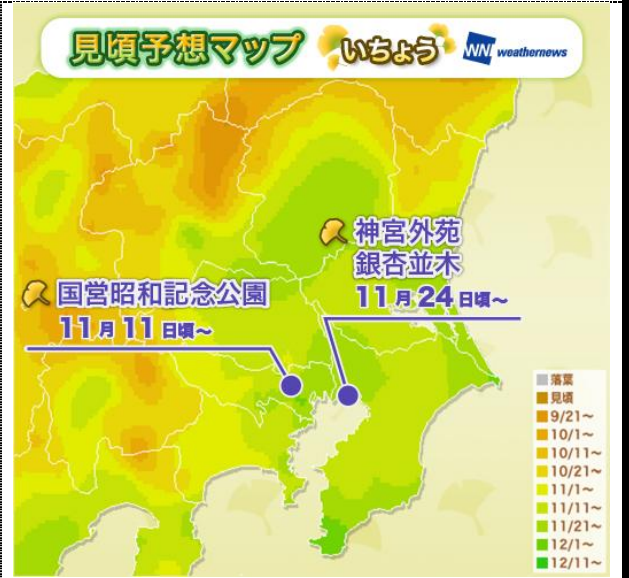 見頃予想マップ いちょう WNI weathernews
神宮外苑
銀杏並木
11月24日頃~
国営昭和記念公園
11月11日頃~
落葉
見頃
9/21~
10/1~
10/11~
10/21~
11/1~
11/11~
11/21~
12/1~
12/11~